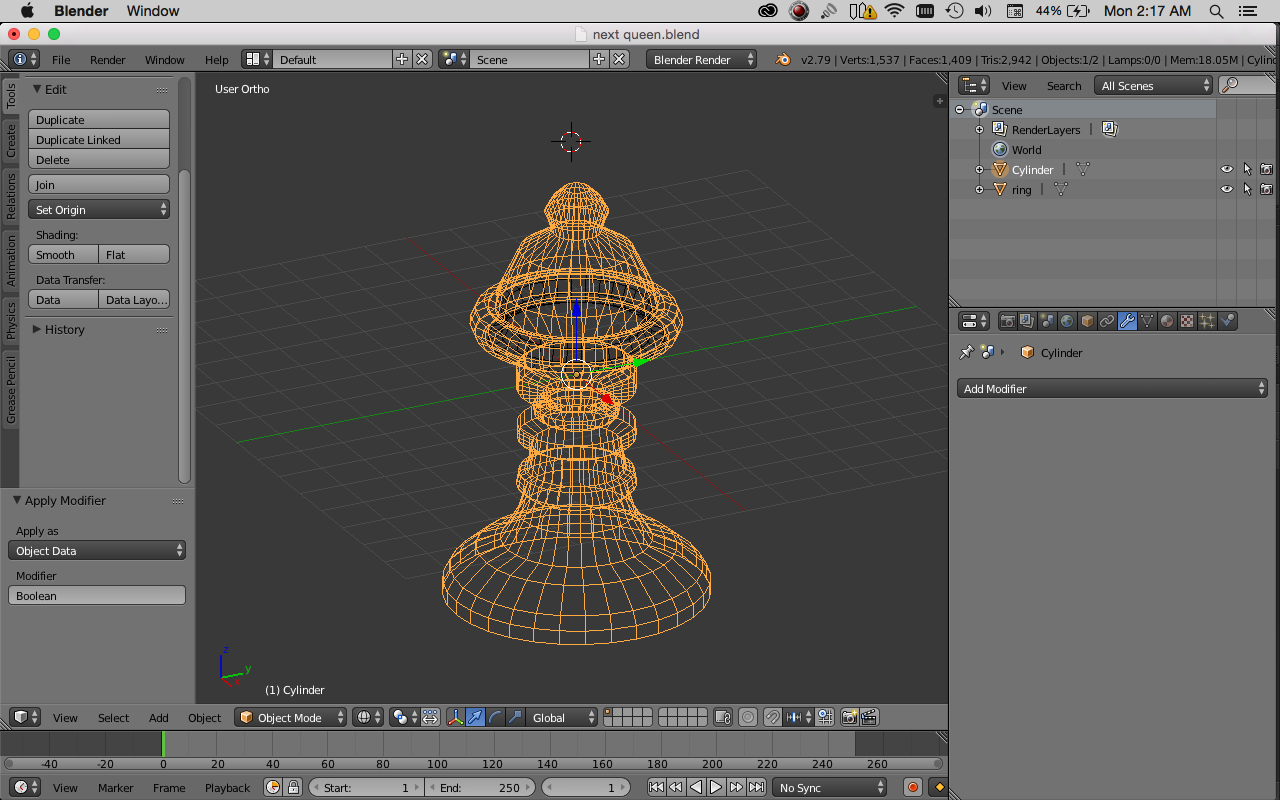 Blender Window 44% Mon 2:17 AM
next queen.blend
File Render Window Help Default Scene Blender Render v2.79 | Verts:1,537 | Faces:1,409 | Tris:2,942 | Objects:1/2 | Lamps:0/0 | Mem:18.05M | Cylind
Tools
Create
Relations
Animation
Physics
Grease Pencil
Edit
Duplicate
Duplicate Linked
Delete
Join
Set Origin
Shading:
Smooth Flat
Data Transfer:
Data Data Layo...
History
Apply Modifier
Apply as
Object Data
Modifier
Boolean
User Ortho
z
y
(1) Cylinder
View Select Add Object Object Mode Global
-40 -20 0 20 40 60 80 100 120 140 160 180 200 220 240 260
View Marker Frame Playback Start: 1 End: 250 1 No Sync
View Search All Scenes
Scene
RenderLayers |
World
Cylinder |
ring |
Cylinder
Add Modifier